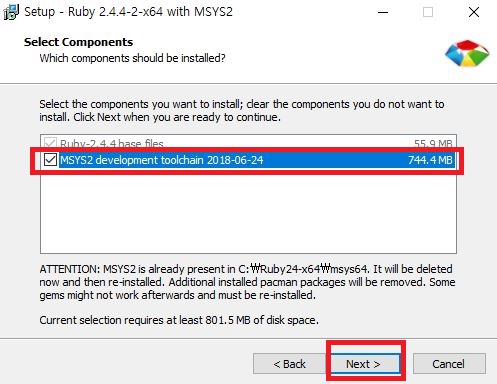 Setup - Ruby 2.4.4-2-x64 with MSYS2
Select Components
Which components should be installed?
Select the components you want to install; clear the components you do not want to
install. Click Next when you are ready to continue.
Ruby-2.4.4 base files 55.9 MB
MSYS2 development toolchain 2018-06-24 744.4 MB
ATTENTION: MSYS2 is already present in C:₩Ruby24-x64₩msys64. It will be deleted
now and then re-installed. Additional installed pacman packages will be removed. Some
gems might not work afterwards and must be re-installed.
Current selection requires at least 801.5 MB of disk space.
< Back Next > Cancel